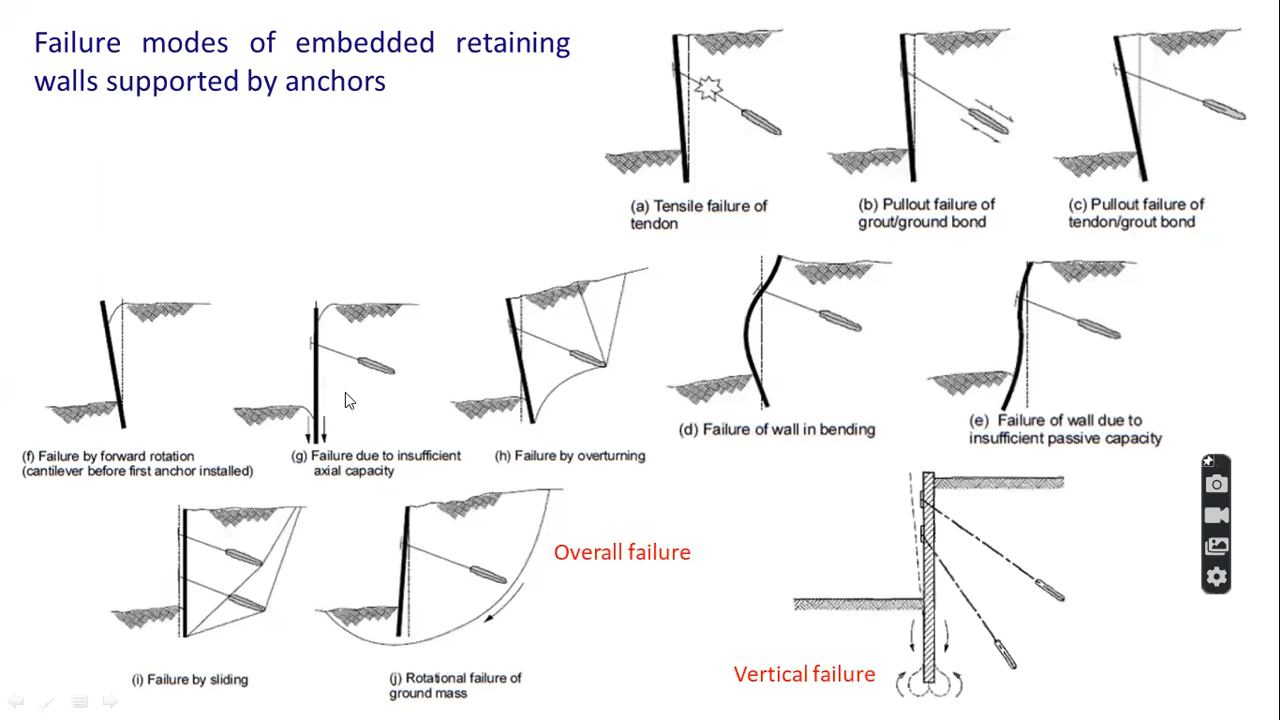 Failure modes of embedded retaining
walls supported by anchors
(a) Tensile failure of
tendon
(b) Pullout failure of
grout/ground bond
(c) Pullout failure of
tendon/grout bond
(d) Failure of wall in bending
(e) Failure of wall due to
insufficient passive capacity
(f) Failure by forward rotation
(cantilever before first anchor installed)
(g) Failure due to insufficient
axial capacity
(h) Failure by overturning
(i) Failure by sliding
(j) Rotational failure of
ground mass
Overall failure
Vertical failure